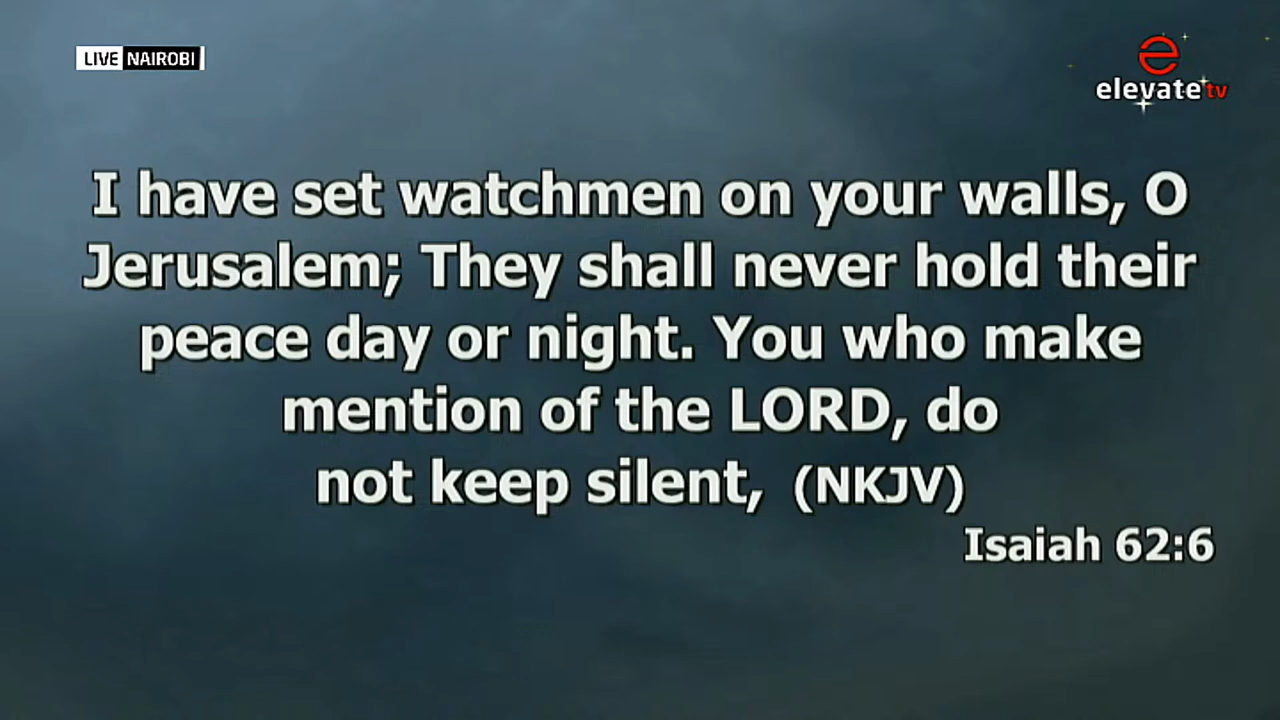 LIVE NAIROBI
e
elevate tv
I have set watchmen on your walls, O
Jerusalem; They shall never hold their
peace day or night. You who make
mention of the LORD, do
not keep silent, (NKJV)
Isaiah 62:6